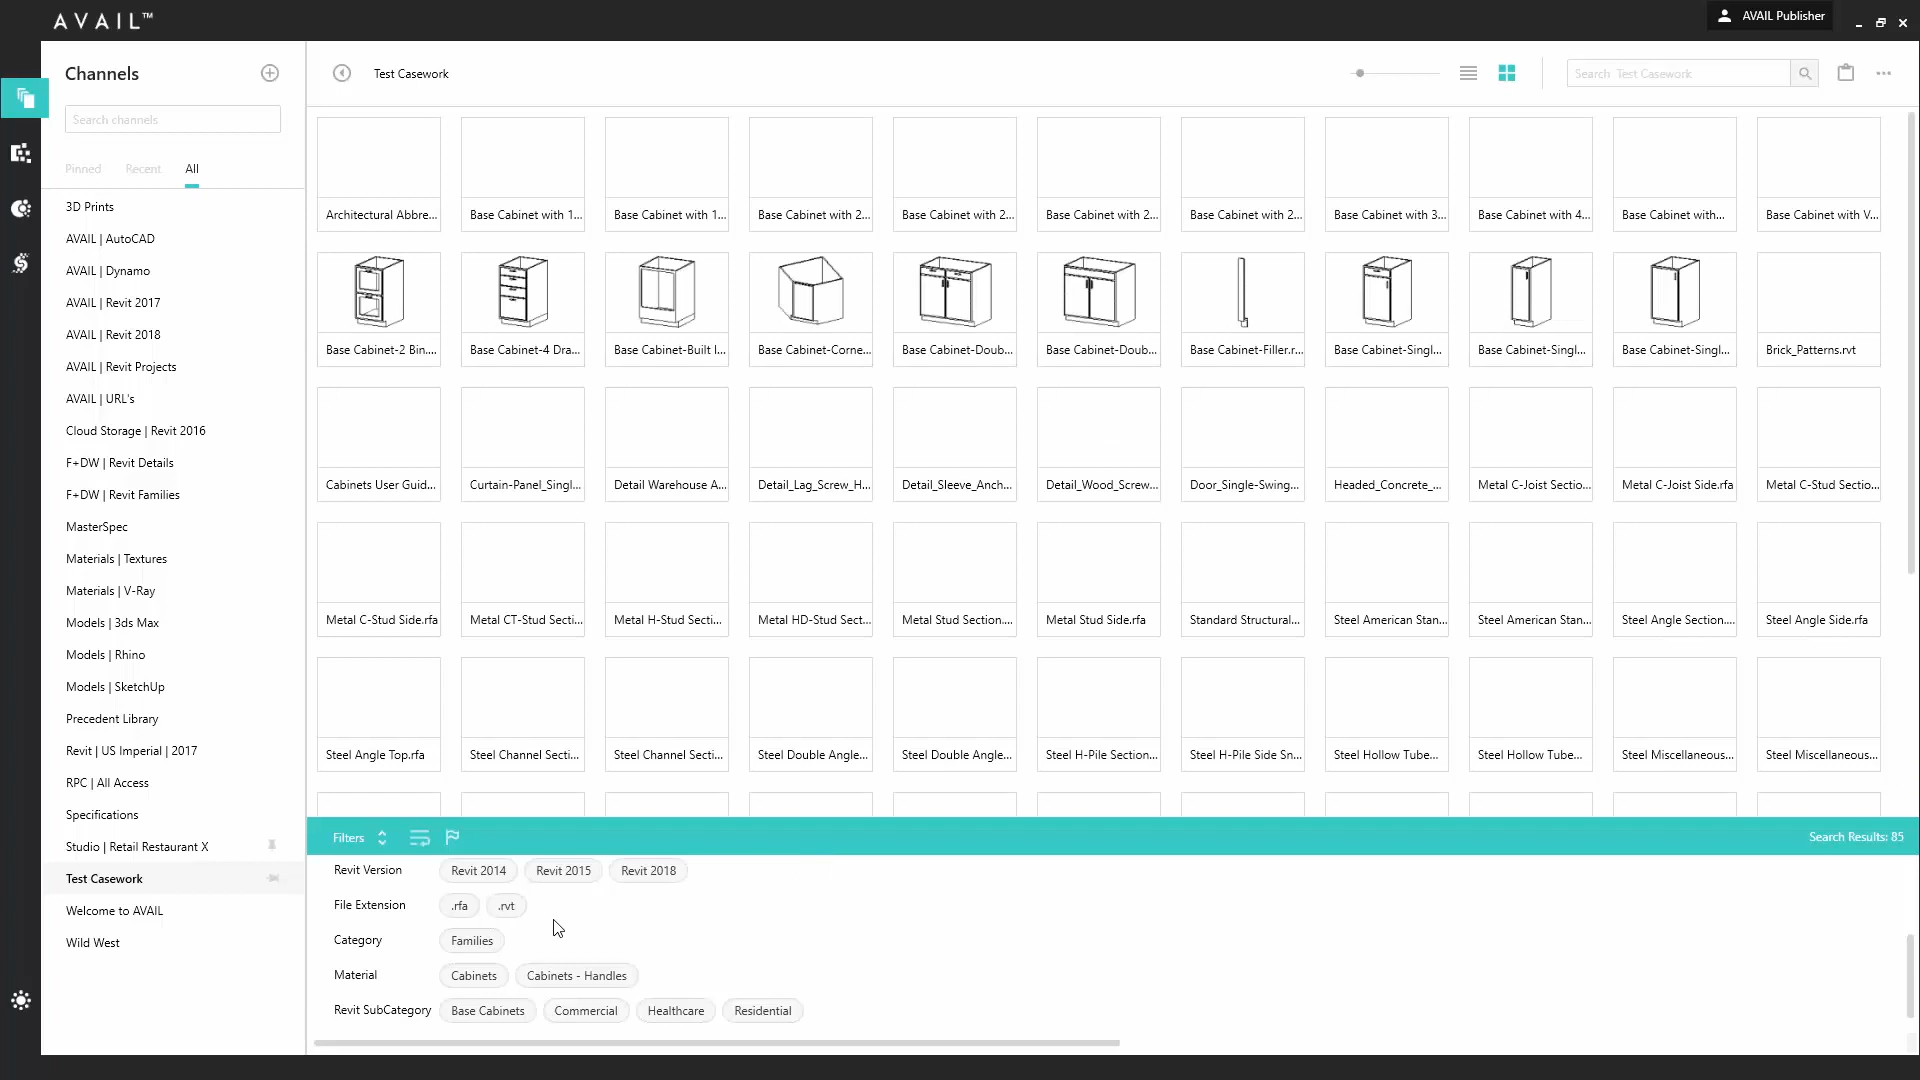 AVAIL™
AVAIL Publisher
Channels
Test Casework
Search Test Casework
Search channels
Pinned Recent All
3D Prints
AVAIL | AutoCAD
AVAIL | Dynamo
AVAIL | Revit 2017
AVAIL | Revit 2018
AVAIL | Revit Projects
AVAIL | URL's
Cloud Storage | Revit 2016
F+DW | Revit Details
F+DW | Revit Families
MasterSpec
Materials | Textures
Materials | V-Ray
Models | 3ds Max
Models | Rhino
Models | SketchUp
Precedent Library
Revit | US Imperial | 2017
RPC | All Access
Specifications
Studio | Retail Restaurant X
Test Casework
Welcome to AVAIL
Wild West
Architectural Abbre... Base Cabinet with 1... Base Cabinet with 1... Base Cabinet with 2... Base Cabinet with 2... Base Cabinet with 2... Base Cabinet with 2... Base Cabinet with 3... Base Cabinet with 4... Base Cabinet with... Base Cabinet with V...
Base Cabinet-2 Bin.... Base Cabinet-4 Dra... Base Cabinet-Built I... Base Cabinet-Corne... Base Cabinet-Doub... Base Cabinet-Doub... Base Cabinet-Filler.r... Base Cabinet-Singl... Base Cabinet-Singl... Base Cabinet-Singl... Brick_Patterns.rvt
Cabinets User Guid... Curtain-Panel_Singl... Detail Warehouse A... Detail_Lag_Screw_H... Detail_Sleeve_Anch... Detail_Wood_Screw... Door_Single-Swing... Headed_Concrete_... Metal C-Joist Sectio... Metal C-Joist Side.rfa Metal C-Stud Sectio...
Metal C-Stud Side.rfa Metal CT-Stud Secti... Metal H-Stud Secti... Metal HD-Stud Sect... Metal Stud Section.... Metal Stud Side.rfa Standard Structural... Steel American Stan... Steel American Stan... Steel Angle Section.... Steel Angle Side.rfa
Steel Angle Top.rfa Steel Channel Secti... Steel Channel Secti... Steel Double Angle... Steel Double Angle... Steel H-Pile Section... Steel H-Pile Side Sn... Steel Hollow Tube... Steel Hollow Tube... Steel Miscellaneous... Steel Miscellaneous...
Filters
Search Results: 85
Revit Version Revit 2014 Revit 2015 Revit 2018
File Extension .rfa .rvt
Category Families
Material Cabinets Cabinets - Handles
Revit SubCategory Base Cabinets Commercial Healthcare Residential